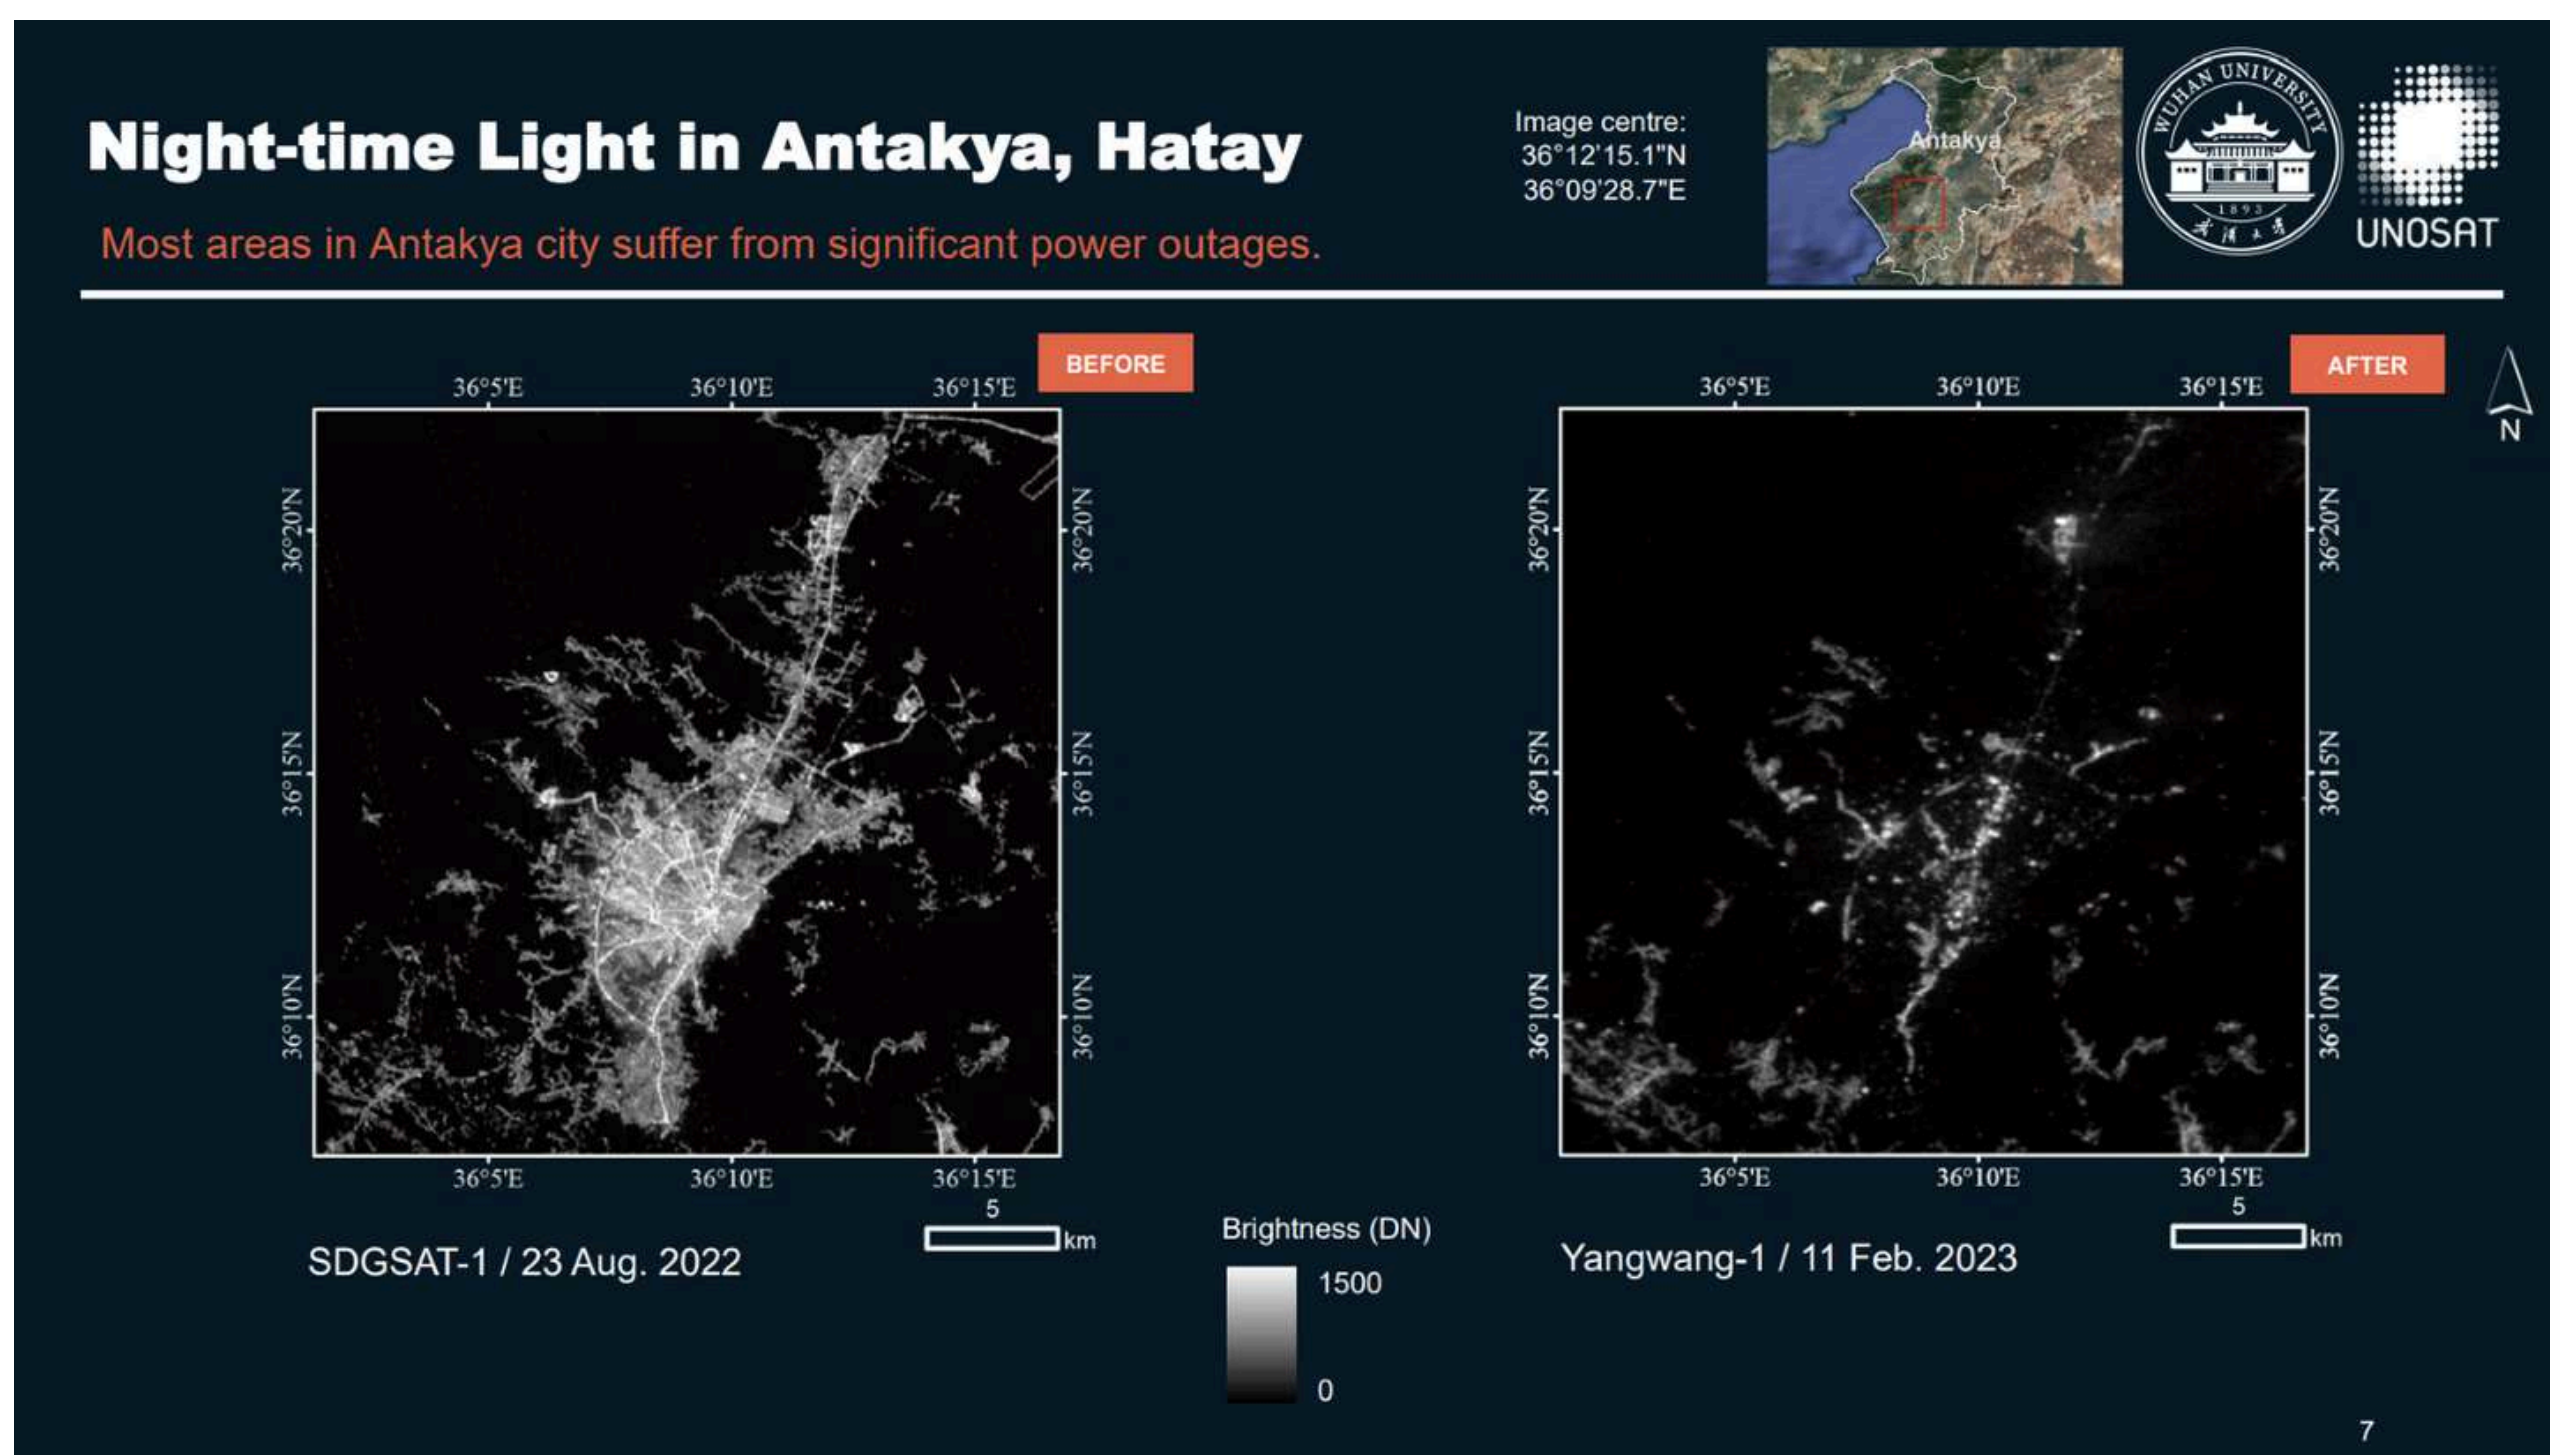 Night-time Light in Antakya, Hatay
Most areas in Antakya city suffer from significant power outages.
Image centre:
36°12'15.1"N
36°09'28.7"E
Antakya
WUHAN UNIVERSITY
1893
武漢大學
UNOSAT
BEFORE
36°5'E 36°10'E 36°15'E
36°20'N 36°20'N
36°15'N 36°15'N
36°10'N 36°10'N
36°5'E 36°10'E 36°15'E
5
km
SDGSAT-1 / 23 Aug. 2022
Brightness (DN)
1500
0
AFTER
N
36°5'E 36°10'E 36°15'E
36°20'N 36°20'N
36°15'N 36°15'N
36°10'N 36°10'N
36°5'E 36°10'E 36°15'E
5
km
Yangwang-1 / 11 Feb. 2023
7